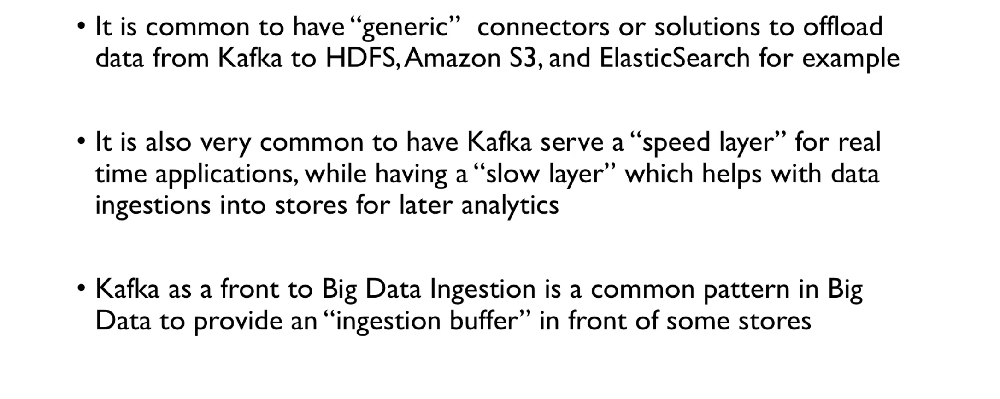 • It is common to have “generic” connectors or solutions to offload
data from Kafka to HDFS, Amazon S3, and ElasticSearch for example
• It is also very common to have Kafka serve a “speed layer” for real
time applications, while having a “slow layer” which helps with data
ingestions into stores for later analytics
• Kafka as a front to Big Data Ingestion is a common pattern in Big
Data to provide an “ingestion buffer” in front of some stores